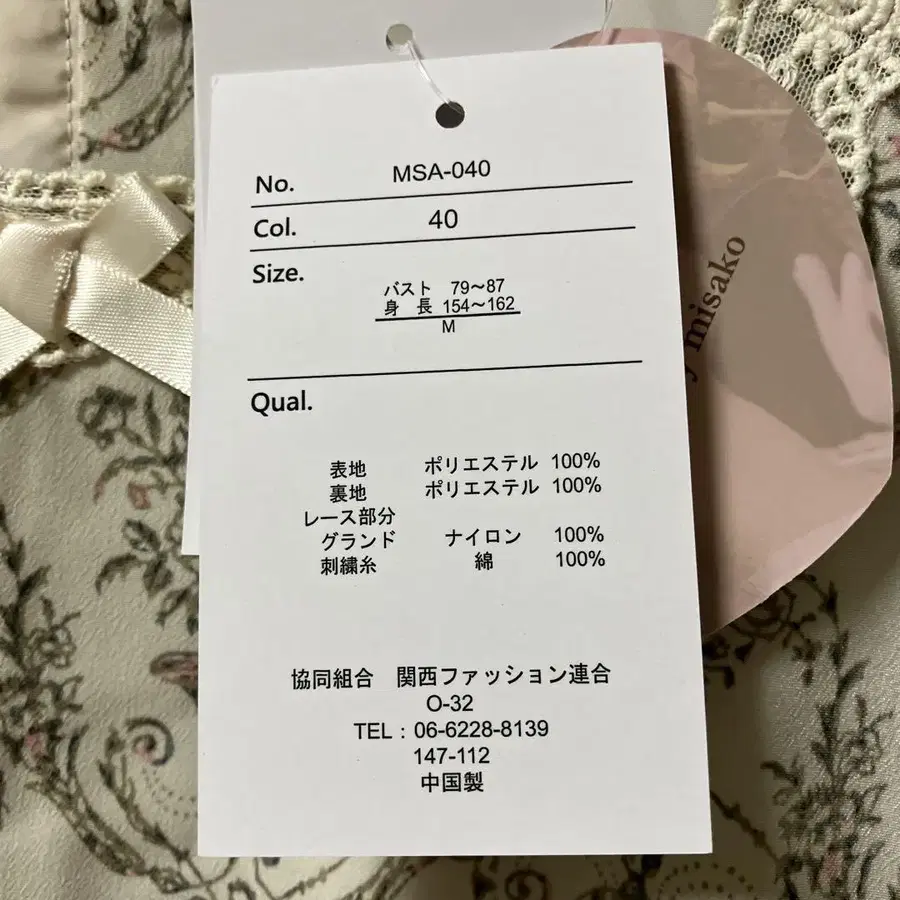 No. MSA-040
Col. 40
Size.
バスト 79～87
身 長 154～162
M
Qual.
表地 ポリエステル 100%
裏地 ポリエステル 100%
レース部分
グランド ナイロン 100%
刺繍糸 綿 100%
協同組合 関西ファッション連合
O-32
TEL：06-6228-8139
147-112
中国製
y misako